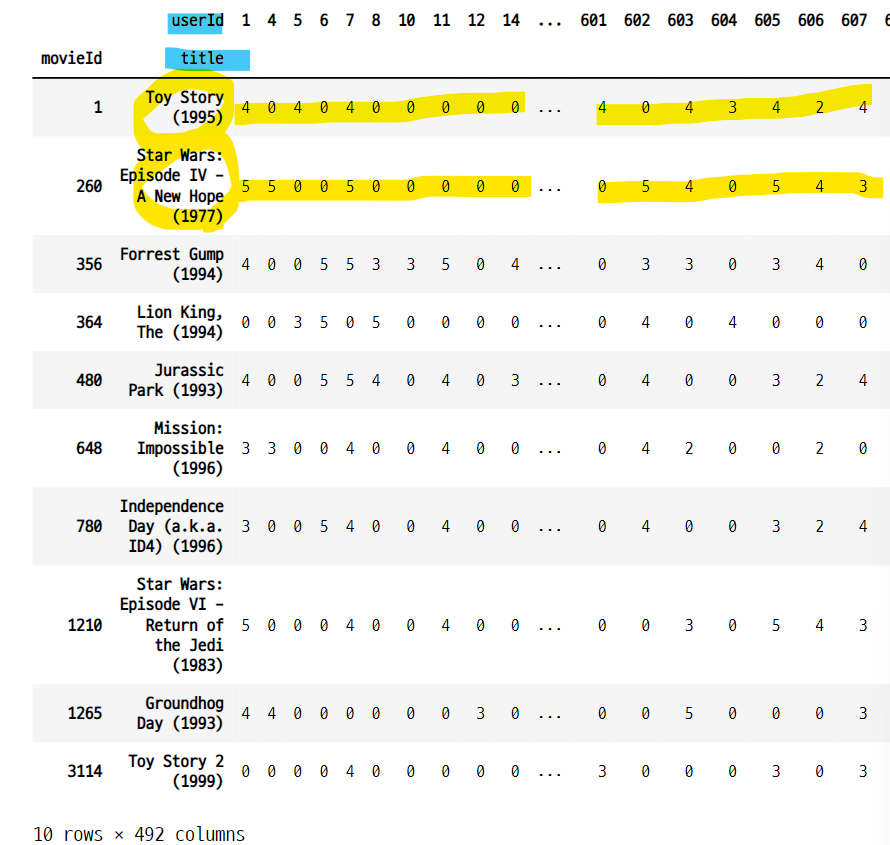 userId 1 4 5 6 7 8 10 11 12 14 ... 601 602 603 604 605 606 607
movieId title
Toy Story
1 4 0 4 0 4 0 0 0 0 0 ... 4 0 4 3 4 2 4
(1995)
Star Wars:
Episode IV –
260 5 5 0 0 5 0 0 0 0 0 ... 0 5 4 0 5 4 3
A New Hope
(1977)
Forrest Gump
356 4 0 0 5 5 3 3 5 0 4 ... 0 3 3 0 3 4 0
(1994)
Lion King,
364 0 0 3 5 0 5 0 0 0 0 ... 0 4 0 4 0 0 0
The (1994)
Jurassic
480 4 0 0 5 5 4 0 4 0 3 ... 0 4 0 0 3 2 4
Park (1993)
Mission:
648 Impossible 3 3 0 0 4 0 0 4 0 0 ... 0 4 2 0 0 2 0
(1996)
Independence
780 Day (a.k.a. 3 0 0 5 4 0 0 4 0 0 ... 0 4 0 0 3 2 4
ID4) (1996)
Star Wars:
Episode VI –
1210 Return of 5 0 0 0 4 0 0 4 0 0 ... 0 0 3 0 5 4 3
the Jedi
(1983)
Groundhog
1265 4 4 0 0 0 0 0 0 3 0 ... 0 0 5 0 0 0 3
Day (1993)
Toy Story 2
3114 0 0 0 0 4 0 0 0 0 0 ... 3 0 0 0 3 0 3
(1999)
10 rows × 492 columns